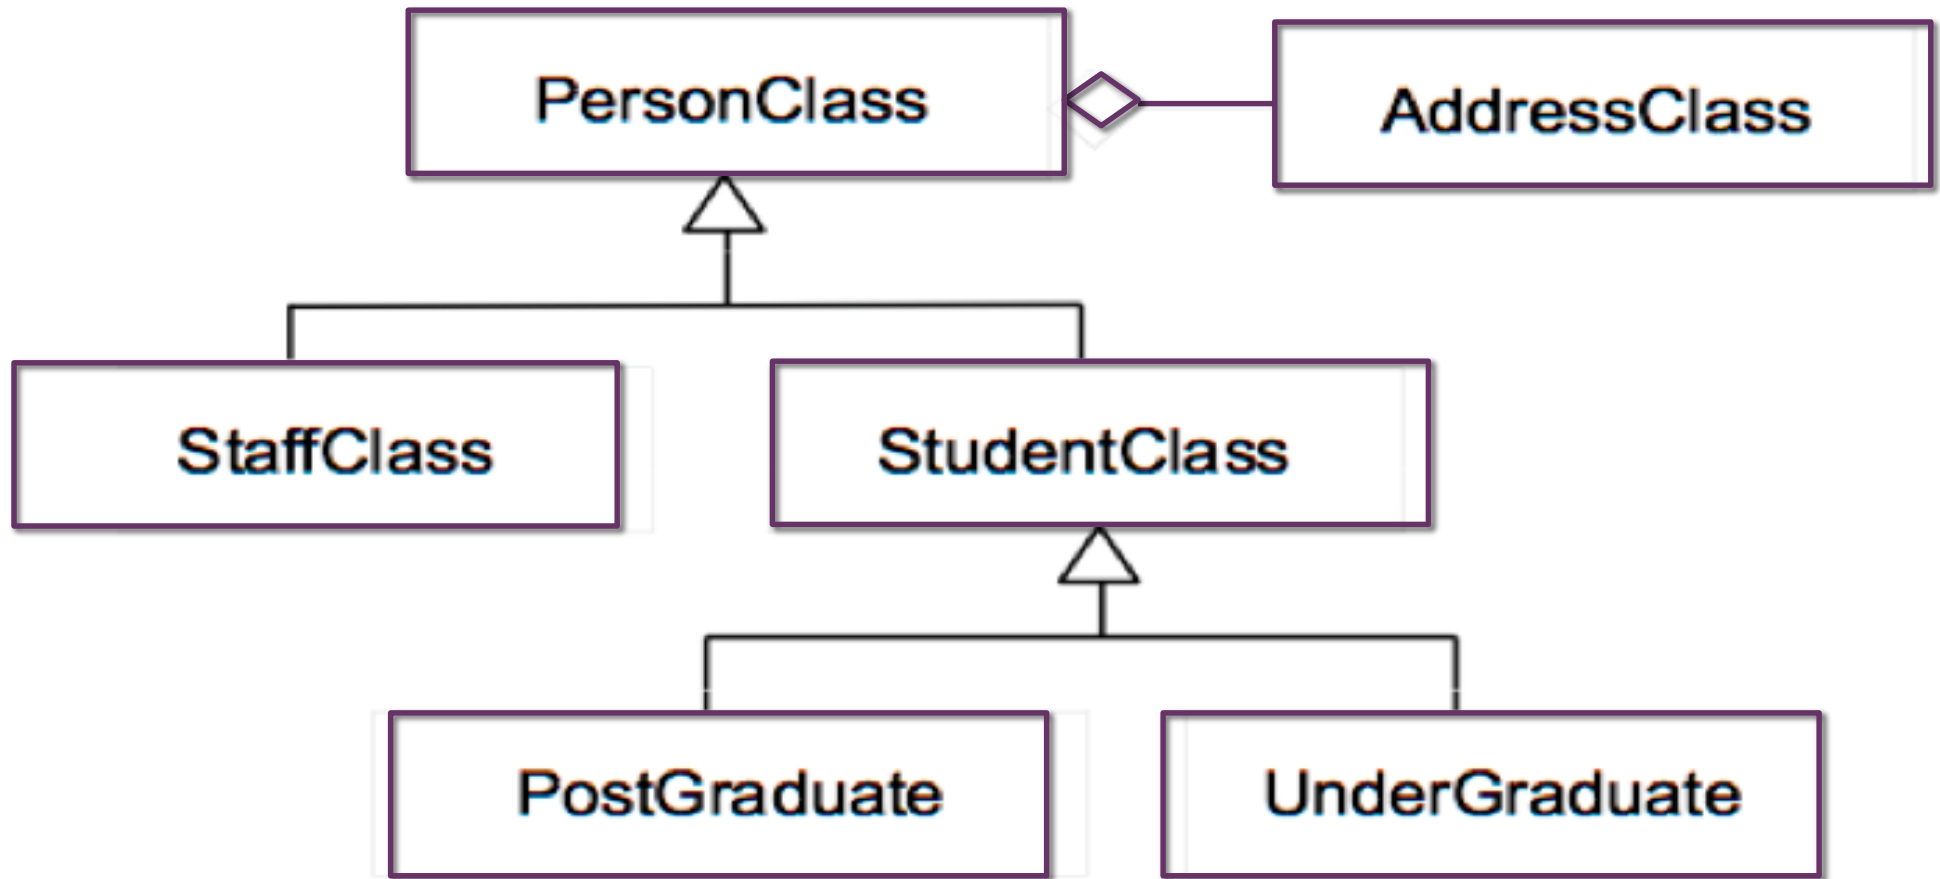 PersonClass
AddressClass
StaffClass
StudentClass
PostGraduate
UnderGraduate